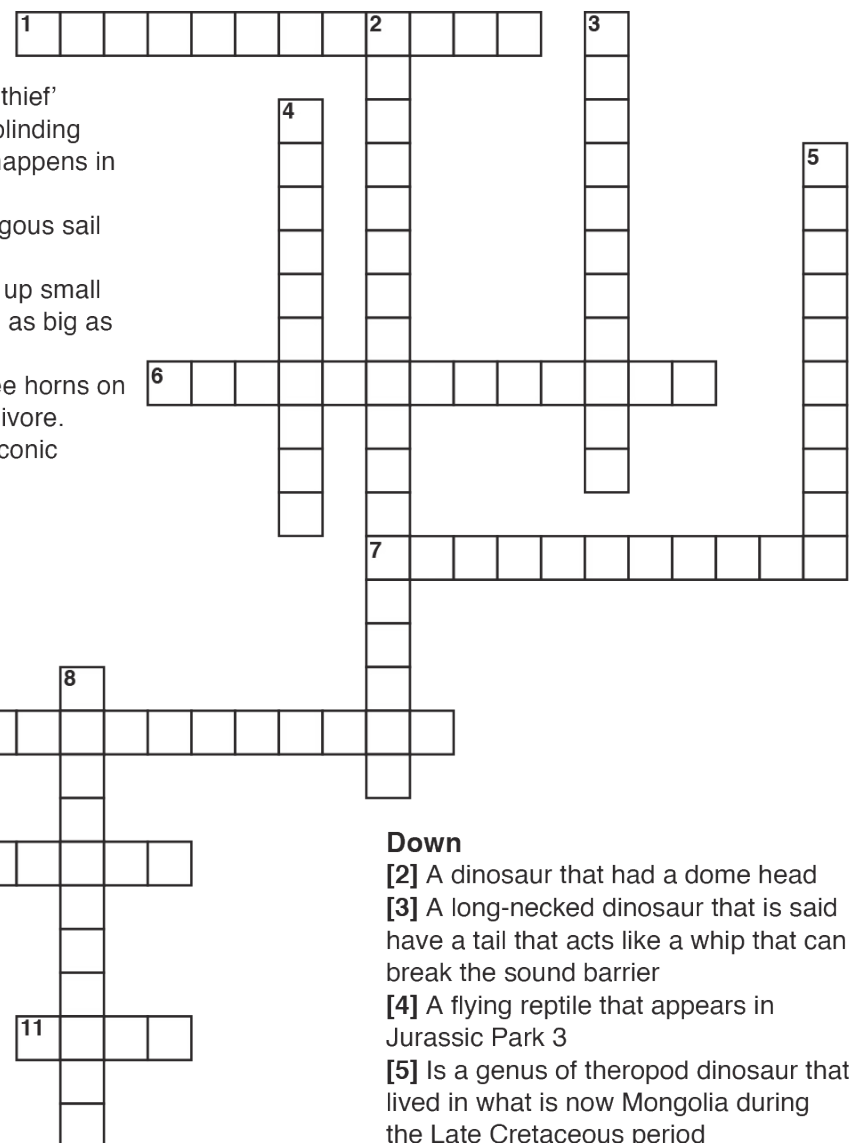 1
2
3
thief’
4
blinding
happens in
5
gous sail
up small
as big as
6
ee horns on
ivore.
conic
7
8
Down
[2] A dinosaur that had a dome head
[3] A long-necked dinosaur that is said
have a tail that acts like a whip that can
break the sound barrier
[4] A flying reptile that appears in
Jurassic Park 3
11
[5] Is a genus of theropod dinosaur that
lived in what is now Mongolia during
the Late Cretaceous period